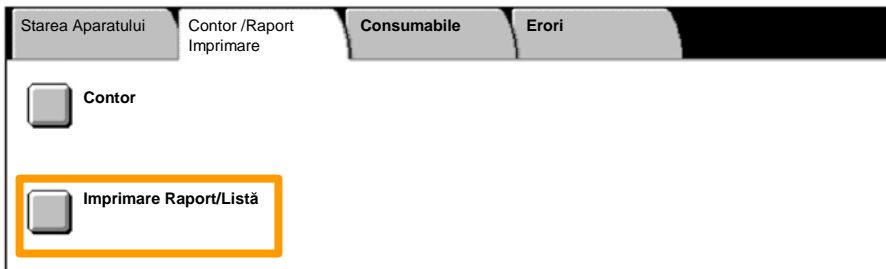 Starea Aparatului
Contor /Raport
Imprimare
Consumabile
Erori
Contor
Imprimare Raport/Listă